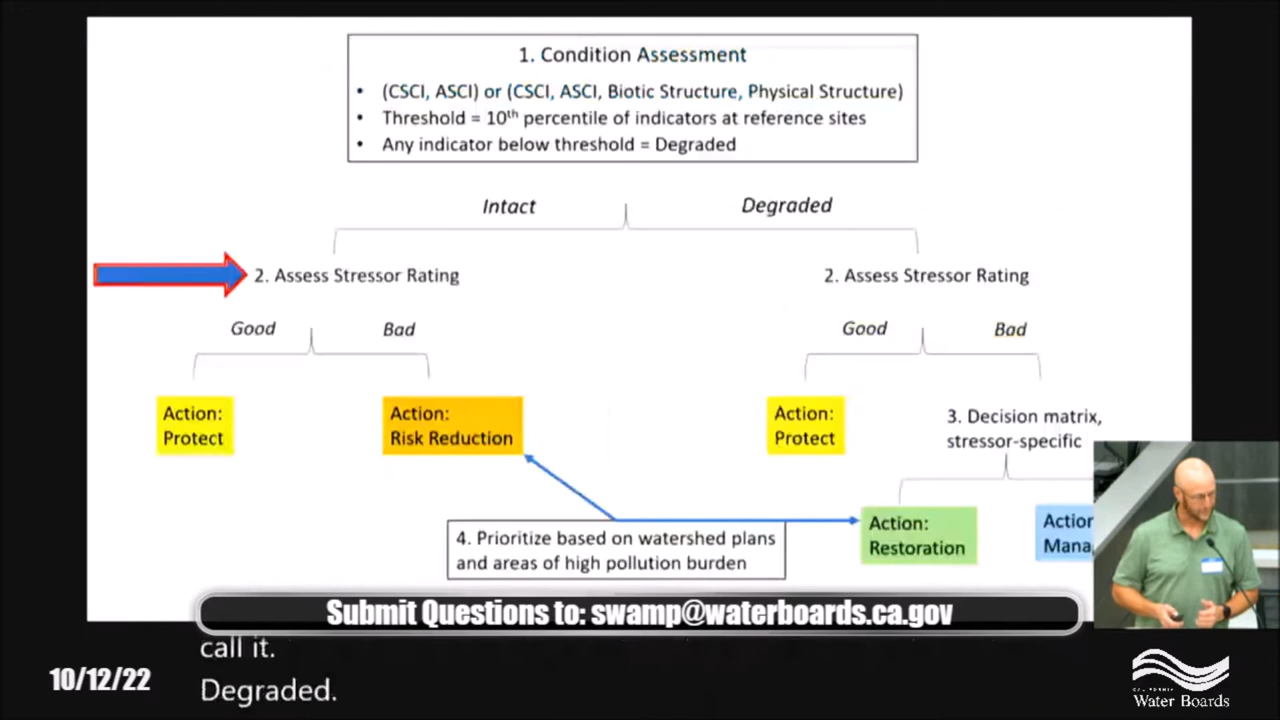 1. Condition Assessment
• (CSCI, ASCI) or (CSCI, ASCI, Biotic Structure, Physical Structure)
• Threshold = 10th percentile of indicators at reference sites
• Any indicator below threshold = Degraded
Intact
Degraded
2. Assess Stressor Rating
2. Assess Stressor Rating
Good
Bad
Good
Bad
Action:
Protect
Action:
Risk Reduction
Action:
Protect
3. Decision matrix,
stressor-specific
4. Prioritize based on watershed plans
and areas of high pollution burden
Action:
Restoration
Action
Mana
Submit Questions to: swamp@waterboards.ca.gov
call it.
Degraded.
10/12/22
CALIFORNIA
Water Boards